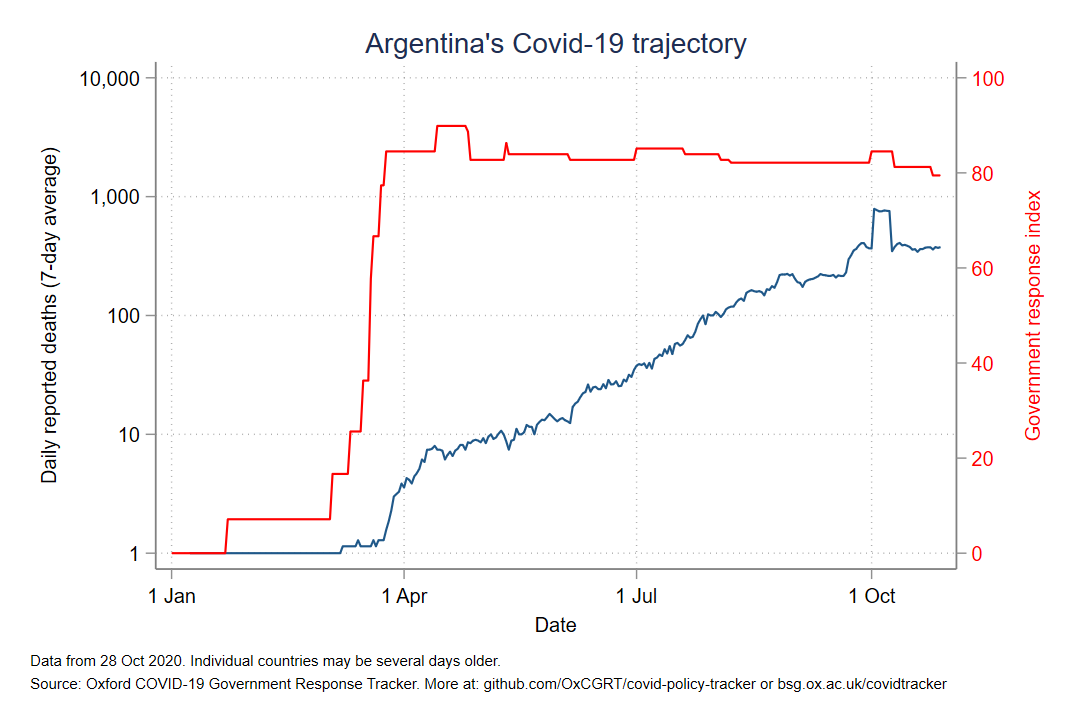 Argentina's Covid-19 trajectory
10,000
1,000
100
10
1
Daily reported deaths (7-day average)
100
80
60
40
20
0
Government response index
1 Jan
1 Apr
1 Jul
1 Oct
Date
Data from 28 Oct 2020. Individual countries may be several days older.
Source: Oxford COVID-19 Government Response Tracker. More at: github.com/OxCGRT/covid-policy-tracker or bsg.ox.ac.uk/covidtracker